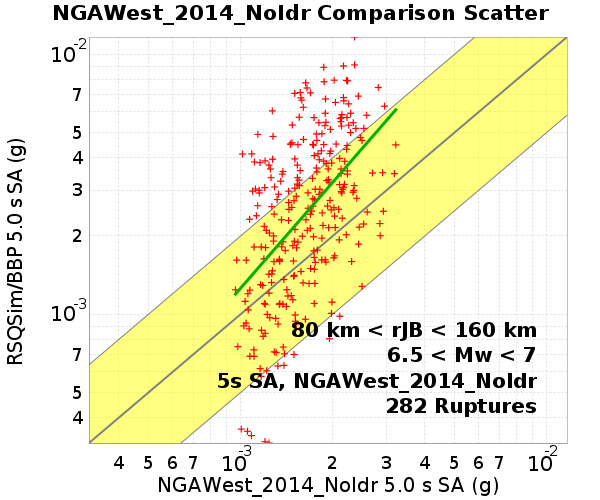 NGAWest_2014_NoIdr Comparison Scatter
10-2
7
5
4
3
2
10-3
7
5
4
RSQSim/BBP 5.0 s SA (g)
80 km < rJB < 160 km
6.5 < Mw < 7
5s SA, NGAWest_2014_NoIdr
282 Ruptures
4 5 6 7 10-3 2 3 4 5 6 7 10-2
NGAWest_2014_NoIdr 5.0 s SA (g)